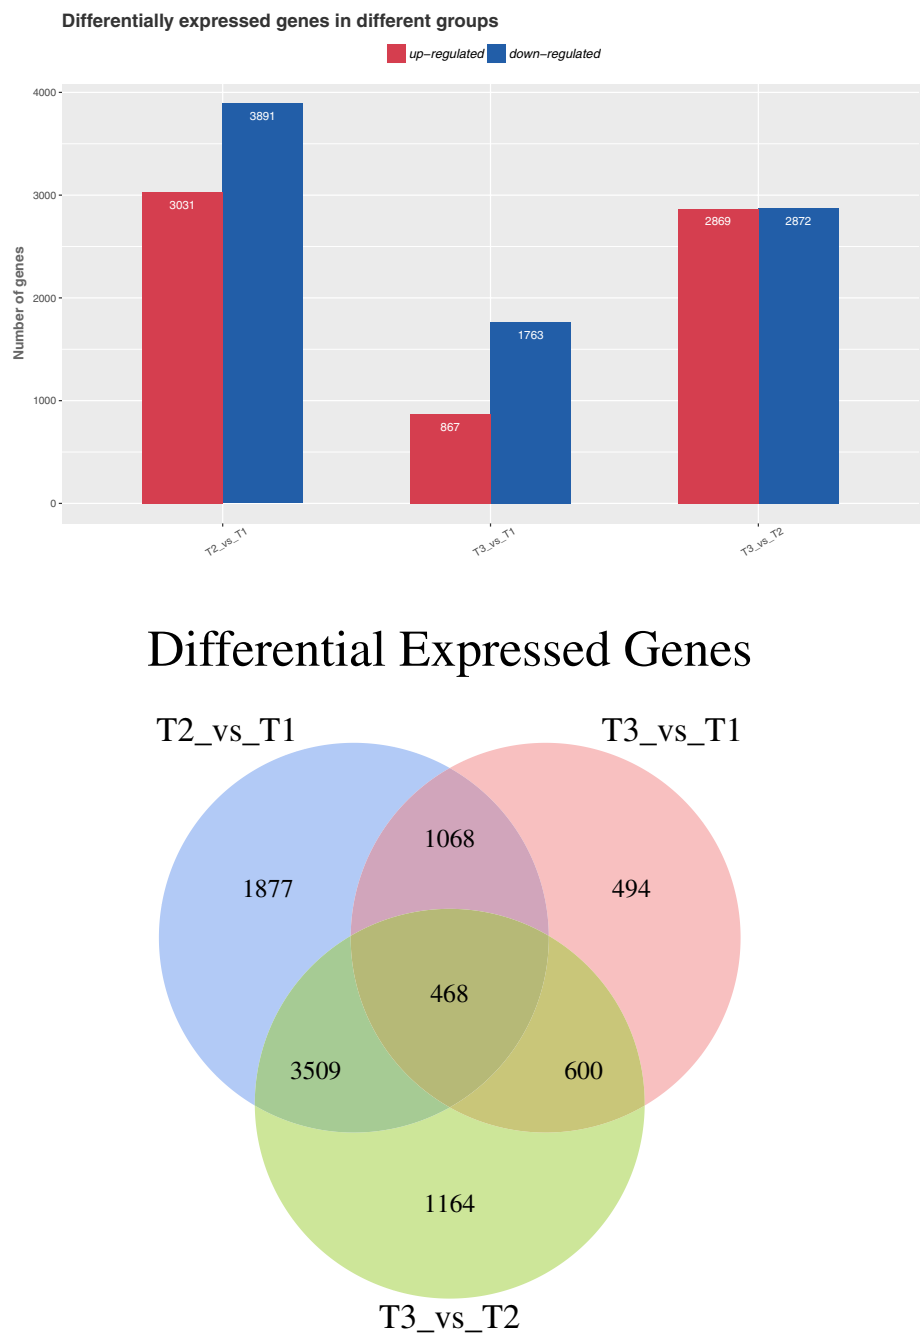 Differentially expressed genes in different groups
up−regulated down−regulated
4000
3891
3031
3000
2869
2872
2000
1763
1000
867
0
Number of genes
T2_vs_T1
T3_vs_T1
T3_vs_T2
Differential Expressed Genes
T2_vs_T1
T3_vs_T1
1068
1877
494
468
3509
600
1164
T3_vs_T2